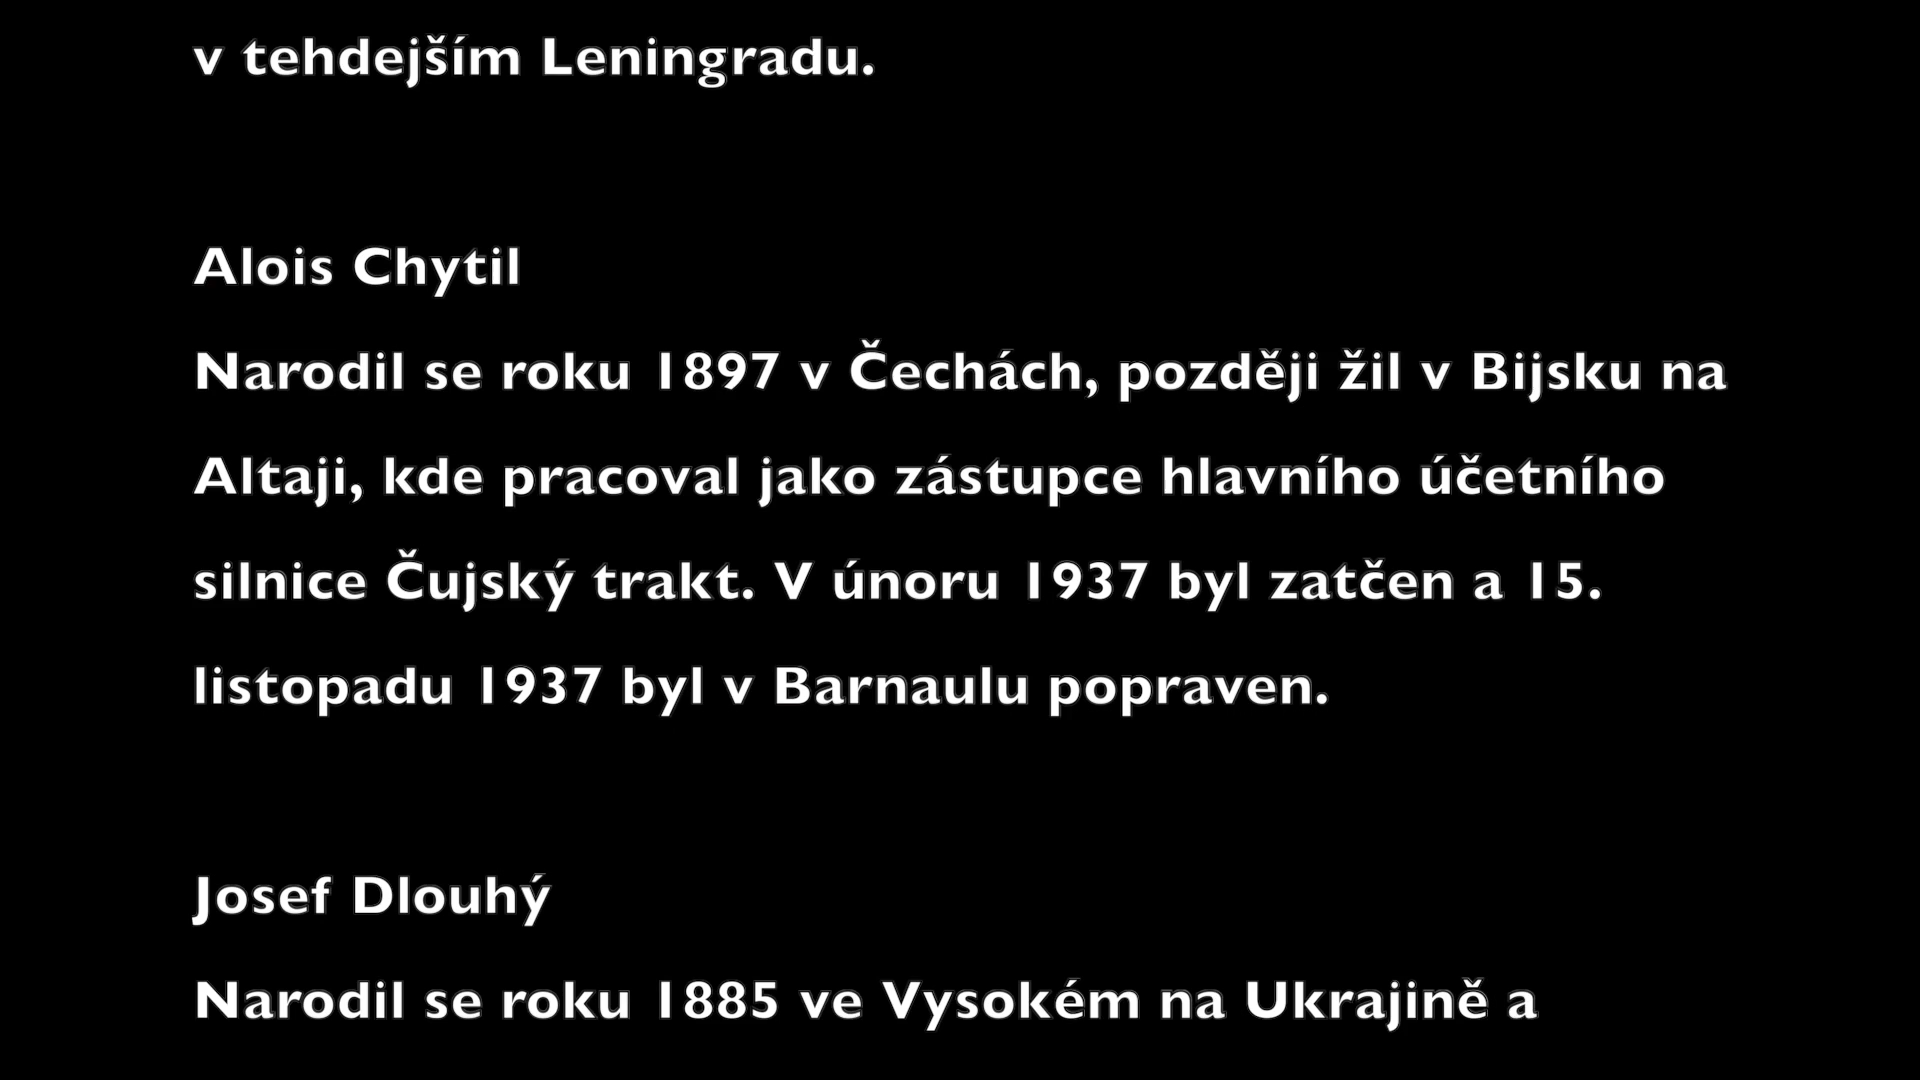 v tehdejším Leningradu.
Alois Chytil
Narodil se roku 1897 v Čechách, později žil v Bijsku na
Altaji, kde pracoval jako zástupce hlavního účetního
silnice Čujský trakt. V únoru 1937 byl zatčen a 15.
listopadu 1937 byl v Barnaulu popraven.
Josef Dlouhý
Narodil se roku 1885 ve Vysokém na Ukrajině a